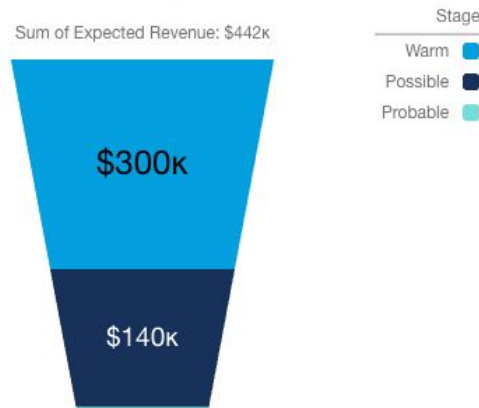 Sum of Expected Revenue: $442K
Stage
Warm
Possible
Probable
$300K
$140K